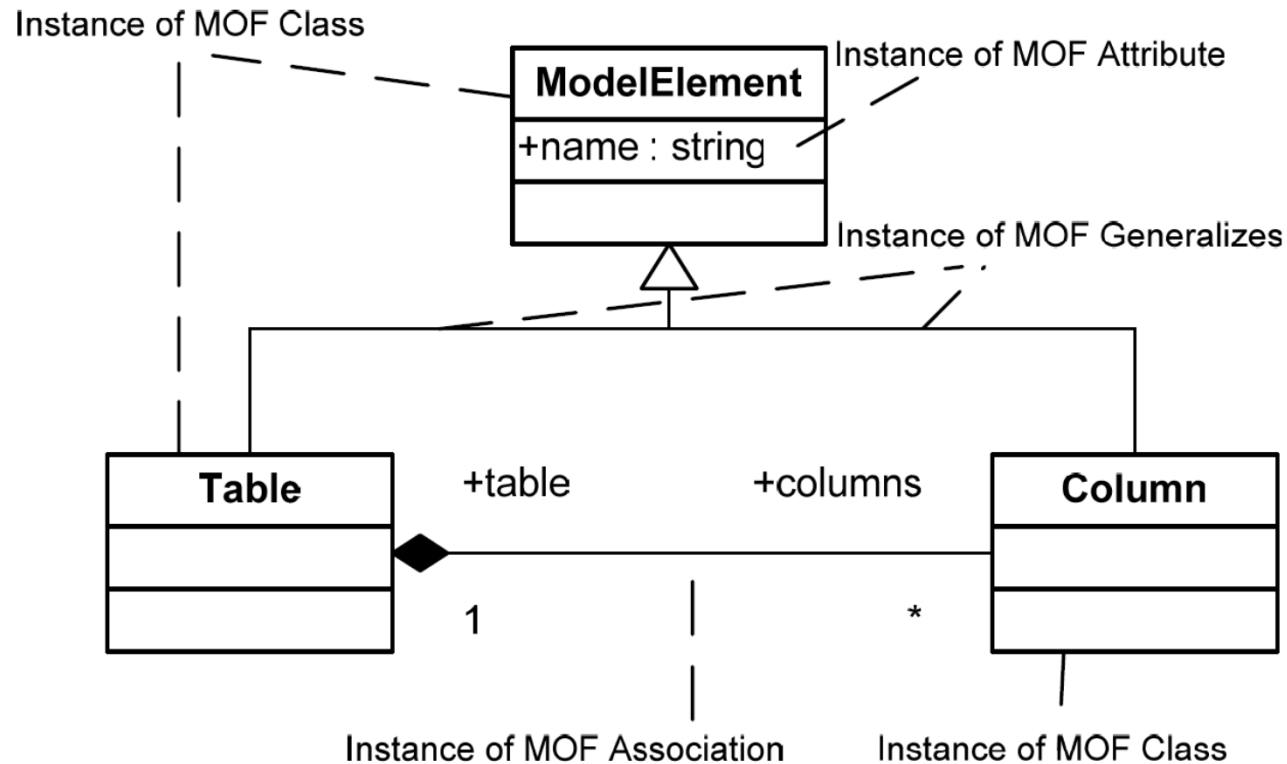 Instance of MOF Class
ModelElement
Instance of MOF Attribute
+name : string
Instance of MOF Generalizes
Table
+table
+columns
Column
1
*
Instance of MOF Association
Instance of MOF Class